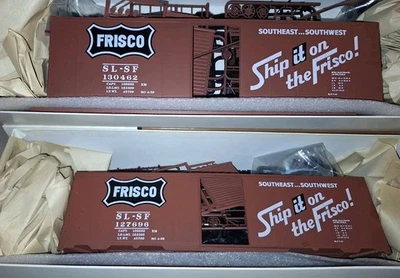 FRISCO
SL-SF
130462
SOUTHEAST...SOUTHWEST
Ship it on
the Frisco!
FRISCO
SL-SF
127696
SOUTHEAST...SOUTHWEST
Ship it on
the Frisco!